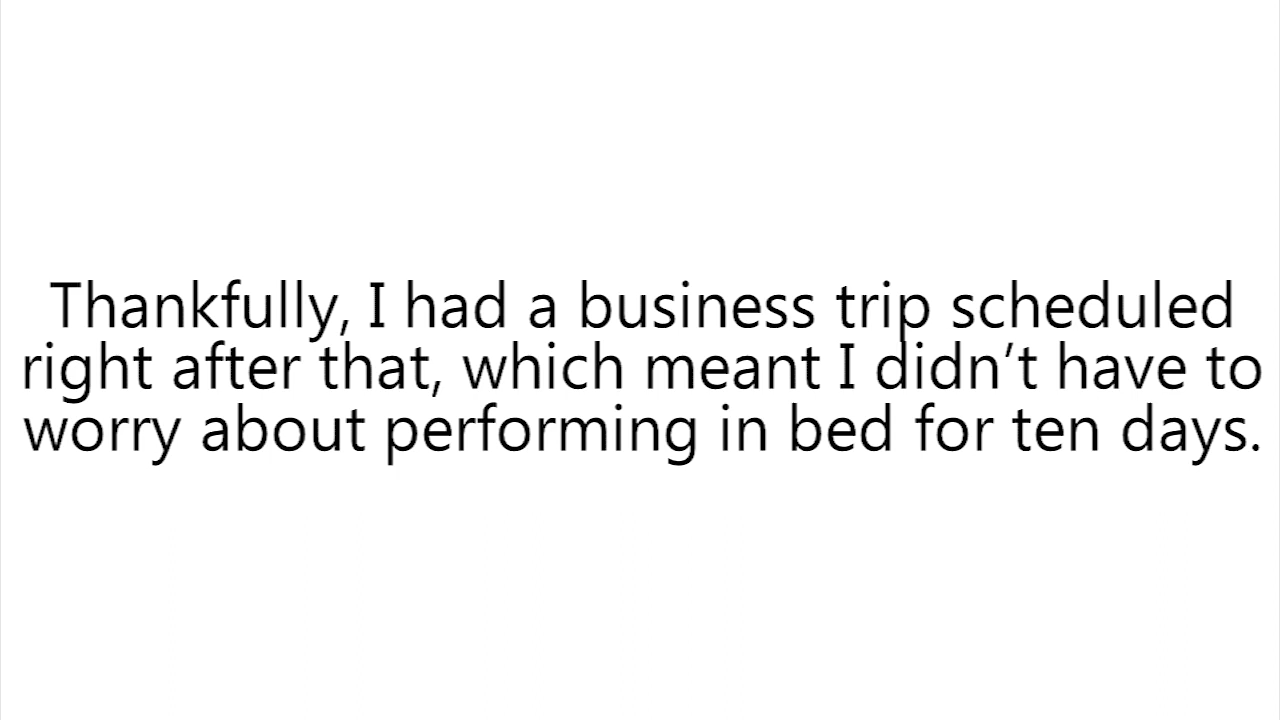 Thankfully, I had a business trip scheduled
right after that, which meant I didn’t have to
worry about performing in bed for ten days.